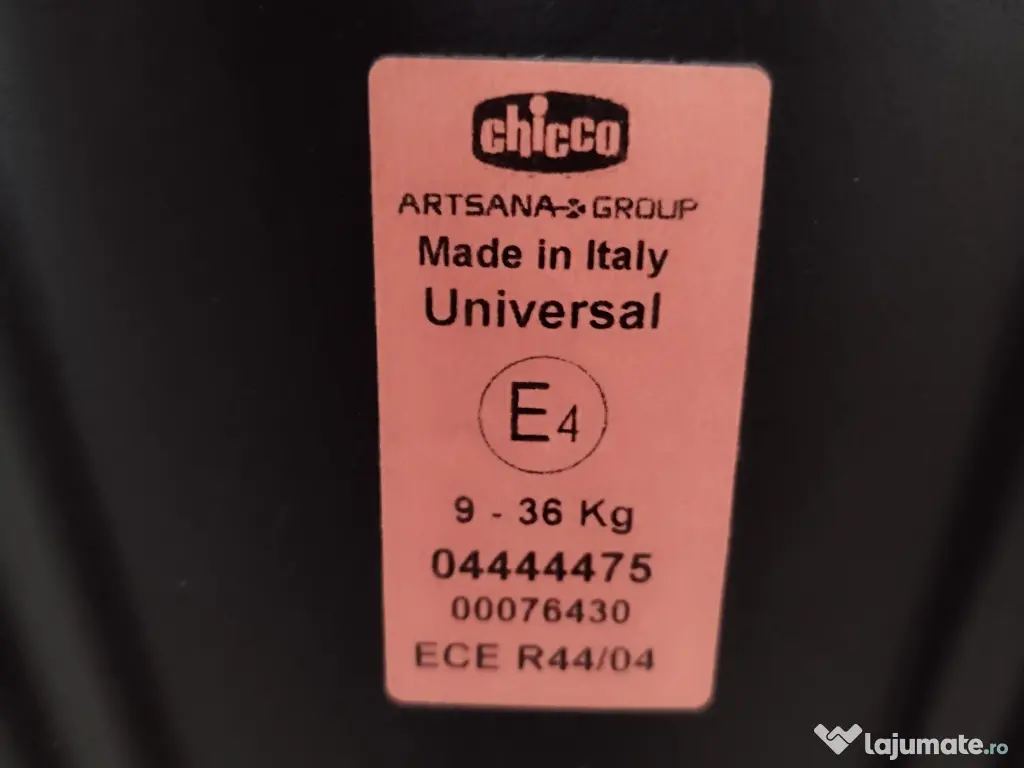 chicco
ARTSANA GROUP
Made in Italy
Universal
E4
9 - 36 Kg
04444475
00076430
ECE R44/04
lajumate.ro